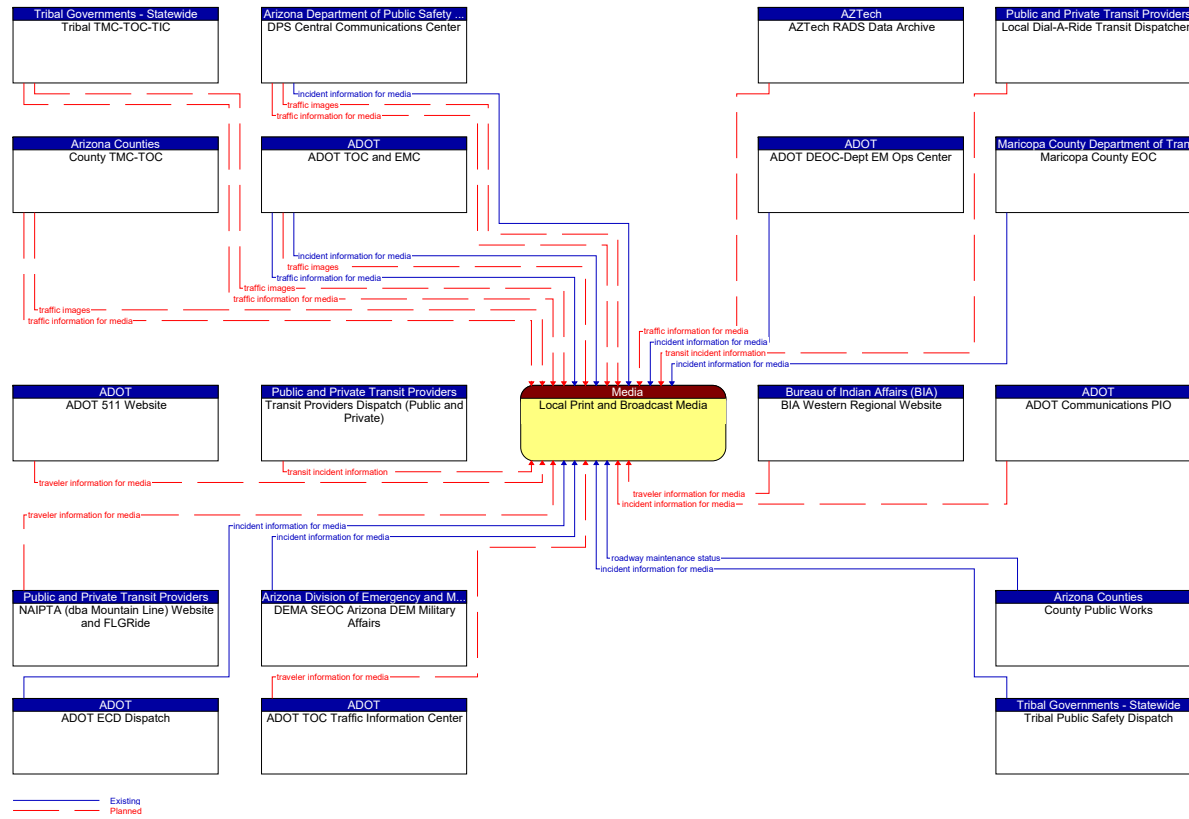 Tribal Governments - Statewide
Tribal TMC-TOC-TIC
Arizona Department of Public Safety ...
DPS Central Communications Center
AZTech
AZTech RADS Data Archive
Public and Private Transit Providers
Local Dial-A-Ride Transit Dispatcher
incident information for media
traffic images
traffic information for media
Arizona Counties
County TMC-TOC
ADOT
ADOT TOC and EMC
ADOT
ADOT DEOC-Dept EM Ops Center
Maricopa County Department of Tran
Maricopa County EOC
incident information for media
traffic images
traffic information for media
traffic images
traffic information for media
traffic images
traffic information for media
traffic information for media
incident information for media
transit incident information
incident information for media
ADOT
ADOT 511 Website
Public and Private Transit Providers
Transit Providers Dispatch (Public and
Private)
Media
Local Print and Broadcast Media
Bureau of Indian Affairs (BIA)
BIA Western Regional Website
ADOT
ADOT Communications PIO
transit incident information
traveler information for media
traveler information for media
incident information for media
traveler information for media
incident information for media
incident information for media
roadway maintenance status
incident information for media
Public and Private Transit Providers
NAIPTA (dba Mountain Line) Website
and FLGRide
Arizona Division of Emergency and M...
DEMA SEOC Arizona DEM Military
Affairs
Arizona Counties
County Public Works
traveler information for media
ADOT
ADOT ECD Dispatch
ADOT
ADOT TOC Traffic Information Center
Tribal Governments - Statewide
Tribal Public Safety Dispatch
Existing
Planned